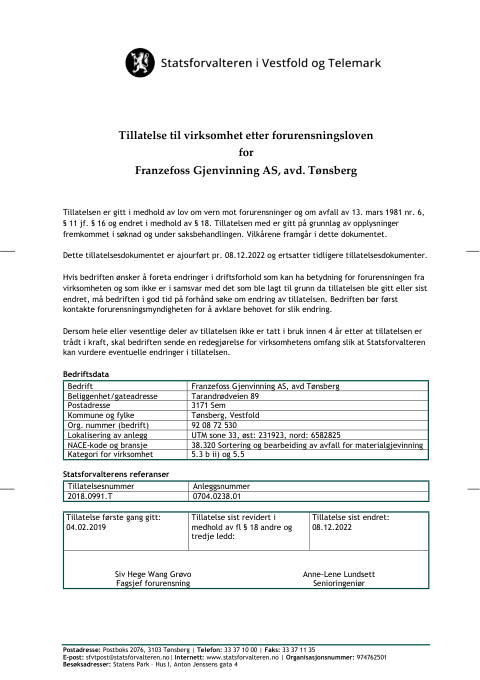 Statsforvalteren i Vestfold og Telemark
Tillatelse til virksomhet etter forurensningsloven
for
Franzefoss Gjenvinning AS, avd. Tønsberg
Tillatelsen er gitt i medhold av lov om vern mot forurensninger og om avfall av 13. mars 1981 nr. 6,
§ 11 jf. § 16 og endret i medhold av § 18. Tillatelsen med er gitt på grunnlag av opplysninger
fremkommet i søknad og under saksbehandlingen. Vilkårene framgår i dette dokumentet.
Dette tillatelsesdokumentet er ajourført pr. 08.12.2022 og ersattet tidligere tillatelsesdokumenter.
Hvis bedriften ønsker å foreta endringer i driftsforhold som kan ha betydning for forurensningen fra
virksomheten og som ikke er i samsvar med det som ble lagt til grunn da tillatelsen ble gitt eller sist
endret, må bedriften i god tid på forhånd søke om endring av tillatelsen. Bedriften bør først
kontakte forurensningsmyndigheten for å avklare behovet for slik endring.
Dersom hele eller vesentlige deler av tillatelsen ikke er tatt i bruk innen 4 år etter at tillatelsen er
trådt i kraft, skal bedriften sende en redegjørelse for virksomhetens omfang slik at Statsforvalteren
kan vurdere eventuelle endringer i tillatelsen.
Bedriftsdata
Bedrift Franzefoss Gjenvinning AS, avd Tønsberg
Beliggenhet/gateadresse Tarandrødveien 89
Postadresse 3171 Sem
Kommune og fylke Tønsberg, Vestfold
Org. nummer (bedrift) 92 08 72 530
Lokalisering av anlegg UTM sone 33, øst: 231923, nord: 6582825
NACE-kode og bransje 38.320 Sortering og bearbeiding av avfall for materialgjenvinning
Kategori for virksomhet 5.3 b ii) og 5.5
Statsforvalterens referanser
Tillatelsesnummer Anleggsnummer
2018.0991.T 0704.0238.01
Tillatelse første gang gitt: Tillatelse sist revidert i Tillatelse sist endret:
04.02.2019 medhold av fl § 18 andre og 08.12.2022
tredje ledd:
Siv Hege Wang Grøvo Anne-Lene Lundsett
Fagsjef forurensning Senioringeniør
Postadresse: Postboks 2076, 3103 Tønsberg | Telefon: 33 37 10 00 | Faks: 33 37 11 35
E-post: sfvtpost@statsforvalteren.no| Internett: www.statsforvalteren.no | Organisasjonsnummer: 974762501
Besøksadresser: Statens Park - Hus I, Anton Jenssens gata 4